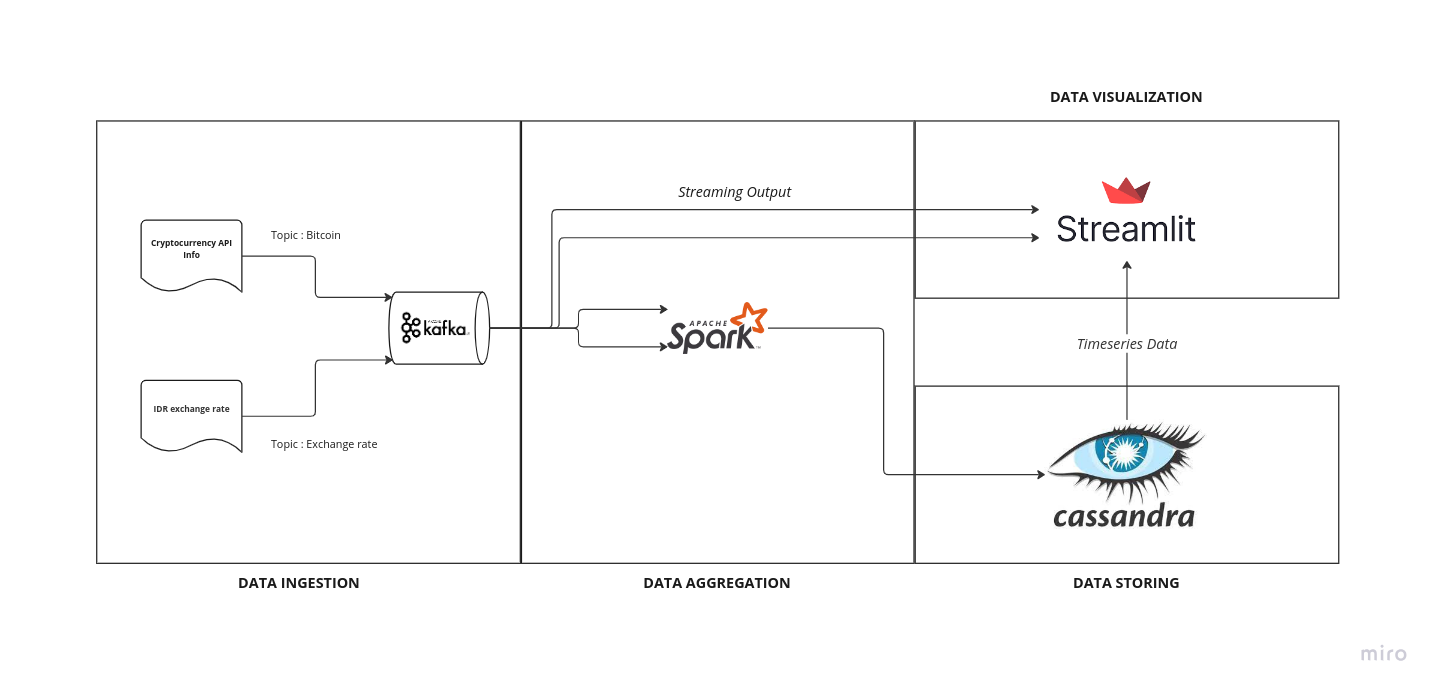 DATA VISUALIZATION
Streaming Output
Streamlit
Cryptocurrency API
Info
Topic : Bitcoin
kafka
APACHE
Spark
TM
Timeseries Data
IDR exchange rate
Topic : Exchange rate
cassandra
DATA INGESTION
DATA AGGREGATION
DATA STORING
miro